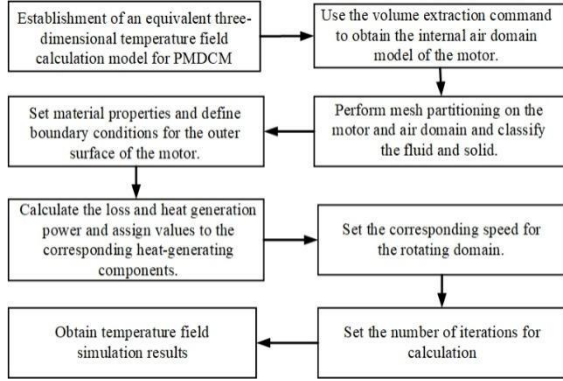 Establishment of an equivalent three-
dimensional temperature field
calculation model for PMDCM
Use the volume extraction command
to obtain the internal air domain
model of the motor.
Perform mesh partitioning on the
motor and air domain and classify
the fluid and solid.
Set material properties and define
boundary conditions for the outer
surface of the motor.
Calculate the loss and heat generation
power and assign values to the
corresponding heat-generating
components.
Set the corresponding speed for
the rotating domain.
Set the number of iterations for
calculation
Obtain temperature field
simulation results